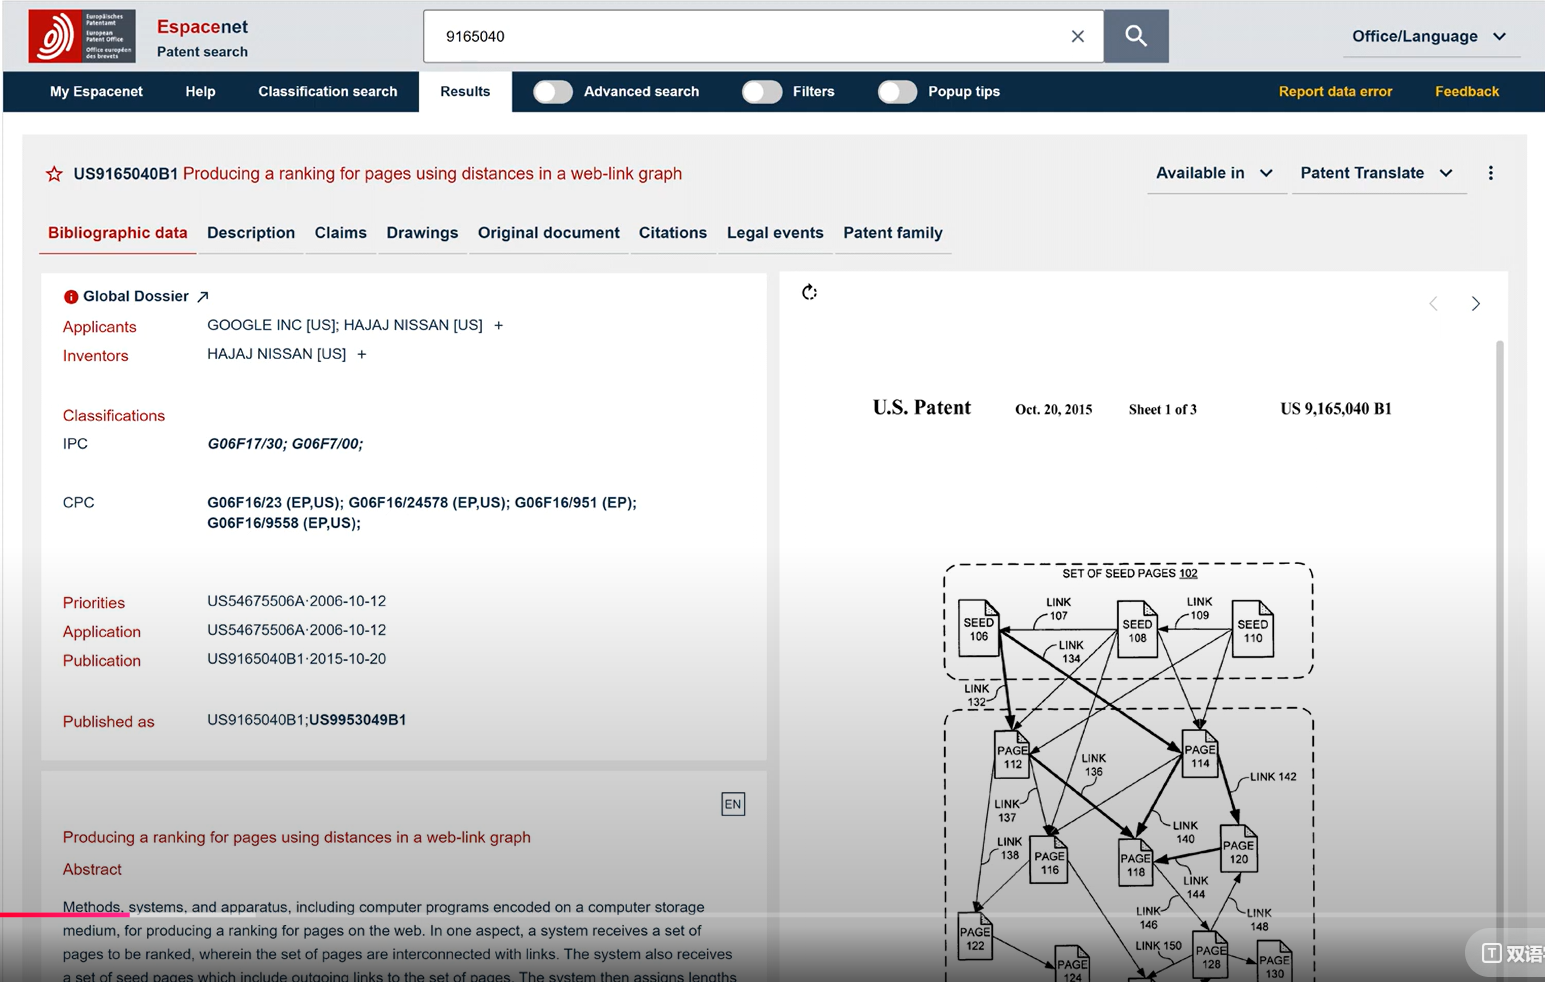 Europäisches
Patentamt
European
Patent Office
Office européen
des brevets
Espacenet
Patent search
9165040
Office/Language
My Espacenet
Help
Classification search
Results
Advanced search
Filters
Popup tips
Report data error
Feedback
US9165040B1 Producing a ranking for pages using distances in a web-link graph
Available in
Patent Translate
Bibliographic data
Description
Claims
Drawings
Original document
Citations
Legal events
Patent family
Global Dossier
Applicants
GOOGLE INC [US]; HAJAJ NISSAN [US] +
Inventors
HAJAJ NISSAN [US] +
Classifications
IPC
G06F17/30; G06F7/00;
CPC
G06F16/23 (EP,US); G06F16/24578 (EP,US); G06F16/951 (EP);
G06F16/9558 (EP,US);
Priorities
US54675506A·2006-10-12
Application
US54675506A·2006-10-12
Publication
US9165040B1·2015-10-20
Published as
US9165040B1;US9953049B1
EN
Producing a ranking for pages using distances in a web-link graph
Abstract
Methods, systems, and apparatus, including computer programs encoded on a computer storage
medium, for producing a ranking for pages on the web. In one aspect, a system receives a set of
pages to be ranked, wherein the set of pages are interconnected with links. The system also receives
a set of seed pages which include outgoing links to the set of pages. The system then assigns lengths
U.S. Patent
Oct. 20, 2015
Sheet 1 of 3
US 9,165,040 B1
SET OF SEED PAGES 102
SEED
106
LINK
107
SEED
108
LINK
109
SEED
110
LINK
134
LINK
132
PAGE
112
PAGE
114
LINK
136
LINK 142
LINK
137
LINK
140
LINK
138
PAGE
116
PAGE
118
PAGE
120
LINK
144
LINK
146
LINK
148
PAGE
122
LINK 150
PAGE
124
PAGE
128
PAGE
130
双语